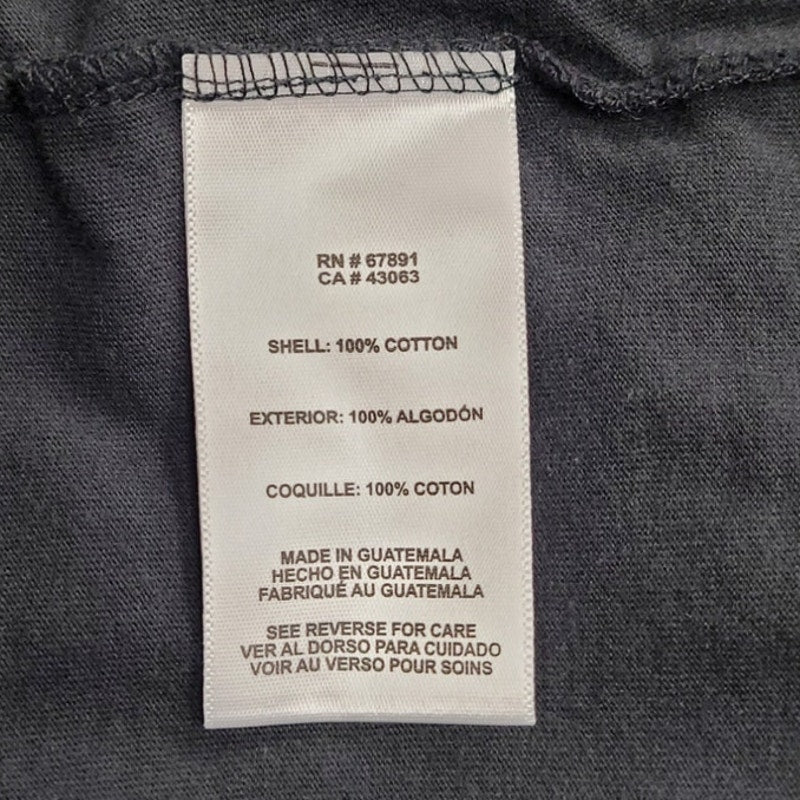 RN # 67891
CA # 43063
SHELL: 100% COTTON
EXTERIOR: 100% ALGODÓN
COQUILLE: 100% COTON
MADE IN GUATEMALA
HECHO EN GUATEMALA
FABRIQUÉ AU GUATEMALA
SEE REVERSE FOR CARE
VER AL DORSO PARA CUIDADO
VOIR AU VERSO POUR SOINS